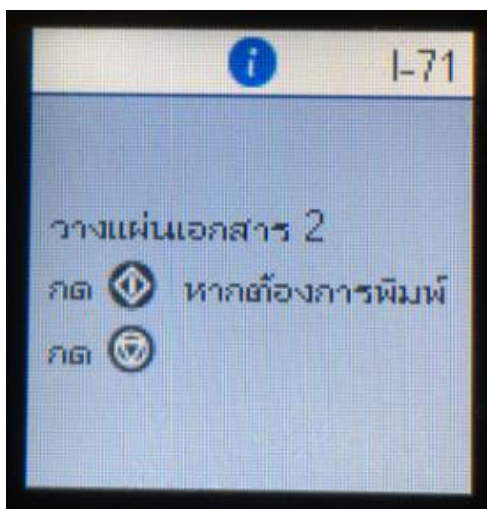 i I-71
วางแผ่นเอกสาร 2
กด หากต้องการพิมพ์
กด